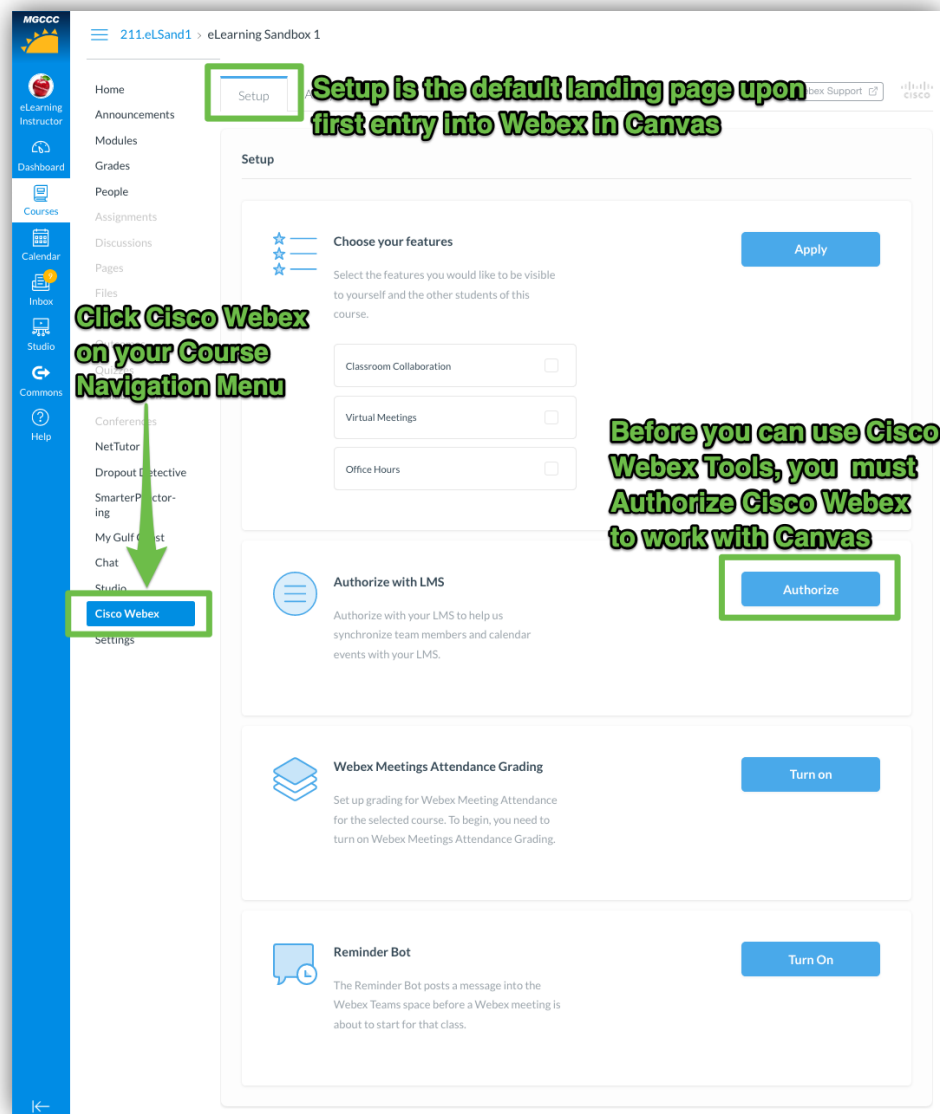 MGCCC
211.eLSand1 › eLearning Sandbox 1
eLearning
Instructor
Dashboard
Courses
Calendar
7
Inbox
Studio
Commons
Help
Home
Announcements
Modules
Grades
People
Assignments
Discussions
Pages
Files
Quizzes
Conferences
NetTutor
Dropout Detective
SmarterProctor-
ing
My Gulf Coast
Chat
Studio
Cisco Webex
Settings
Click Cisco Webex
on your Course
Navigation Menu
Setup
Setup is the default landing page upon
first entry into Webex in Canvas
Support
CISCO
Setup
Choose your features
Apply
Select the features you would like to be visible
to yourself and the other students of this
course.
Classroom Collaboration
Virtual Meetings
Office Hours
Before you can use Cisco
Webex Tools, you must
Authorize Cisco Webex
to work with Canvas
Authorize with LMS
Authorize
Authorize with your LMS to help us
synchronize team members and calendar
events with your LMS.
Webex Meetings Attendance Grading
Turn on
Set up grading for Webex Meeting Attendance
for the selected course. To begin, you need to
turn on Webex Meetings Attendance Grading.
Reminder Bot
Turn On
The Reminder Bot posts a message into the
Webex Teams space before a Webex meeting is
about to start for that class.